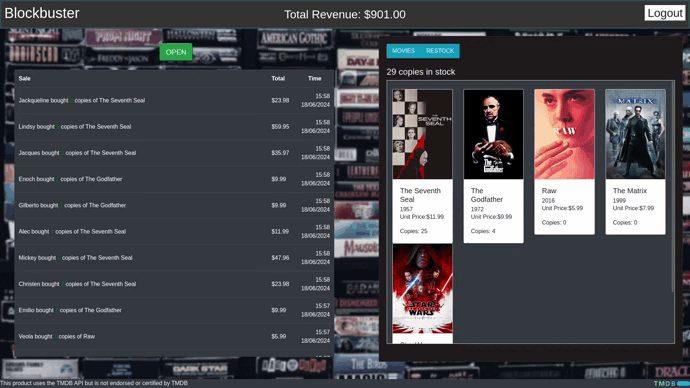 Blockbuster
Total Revenue: $901.00
Logout
OPEN
Sale Total Time
Jackqueline bought copies of The Seventh Seal $23.98 15:58 18/06/2024
Lindsy bought copies of The Seventh Seal $59.95 15:58 18/06/2024
Jacques bought copies of The Seventh Seal $35.97 15:58 18/06/2024
Enoch bought copies of The Godfather $9.99 15:58 18/06/2024
Gilberto bought copies of The Godfather $9.99 15:58 18/06/2024
Alec bought copies of The Seventh Seal $11.99 15:58 18/06/2024
Mickey bought copies of The Seventh Seal $47.96 15:58 18/06/2024
Christen bought copies of The Seventh Seal $23.98 15:58 18/06/2024
Emilio bought copies of The Godfather $9.99 15:57 18/06/2024
Veola bought copies of Raw $5.99 15:57 18/06/2024
MOVIES RESTOCK
29 copies in stock
THE SEVENTH SEAL
The Godfather
RAW
MATRIX
The Seventh Seal
1957
Unit Price:$11.99
Copies: 25
The Godfather
1972
Unit Price:$9.99
Copies: 4
Raw
2016
Unit Price:$5.99
Copies: 0
The Matrix
1999
Unit Price:$7.99
Copies: 0
STAR WARS
AMERICAN GOTHIC
FREDDY JASON
DARK STAR
THE BIRDS
This product uses the TMDB API but is not endorsed or certified by TMDB
TMDB